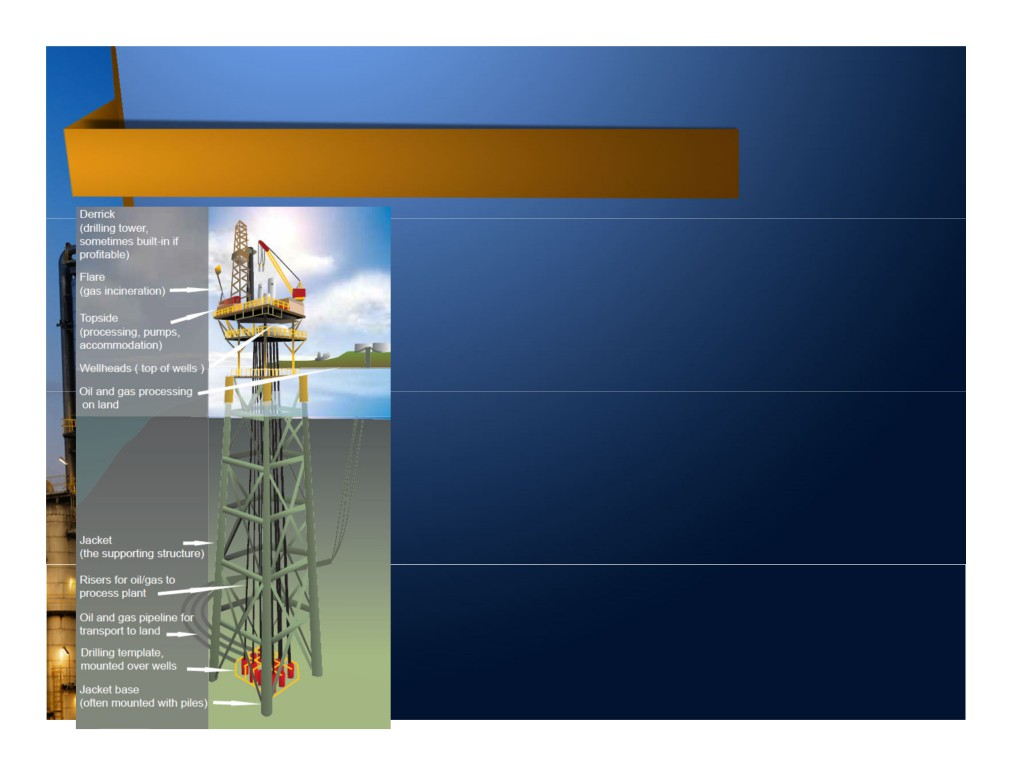 Derrick
(drilling tower,
sometimes built-in if
profitable)
Flare
(gas incineration)
Topside
(processing, pumps,
accommodation)
Wellheads ( top of wells )
Oil and gas processing
on land
Jacket
(the supporting structure)
Risers for oil/gas to
process plant
Oil and gas pipeline for
transport to land
Drilling template,
mounted over wells
Jacket base
(often mounted with piles)